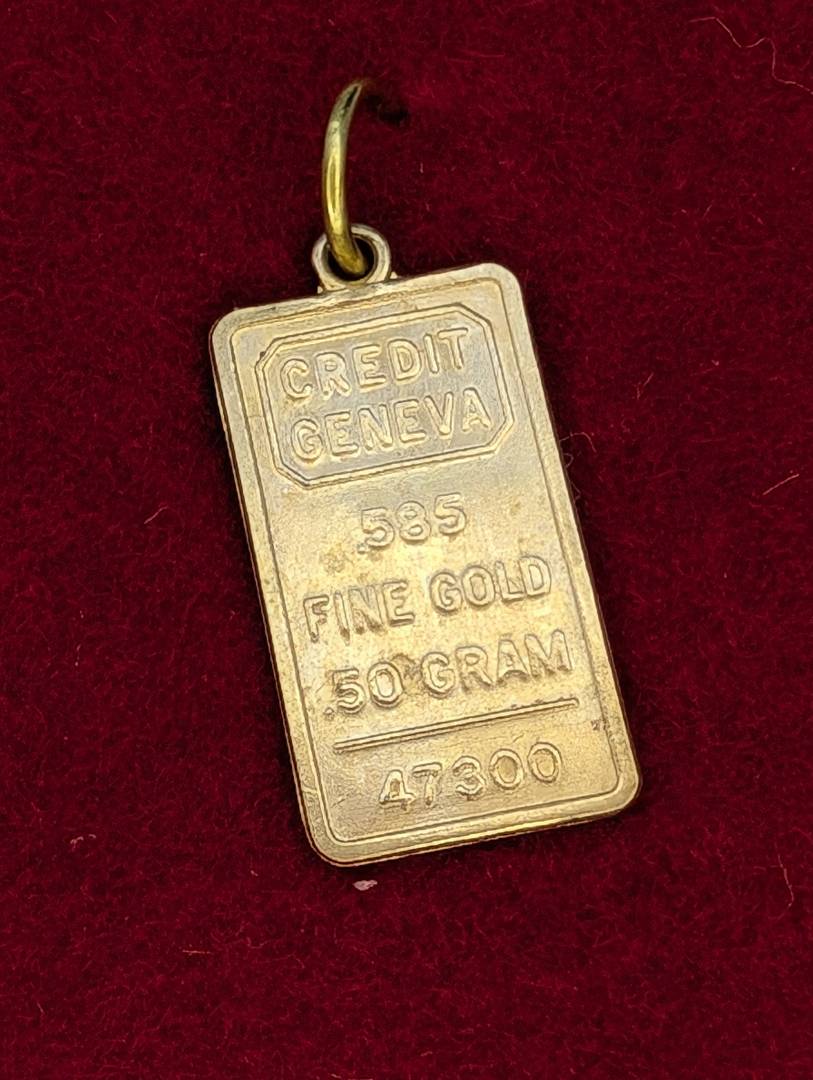 CREDIT
GENEVA
.585
FINE GOLD
.50 GRAM
47300